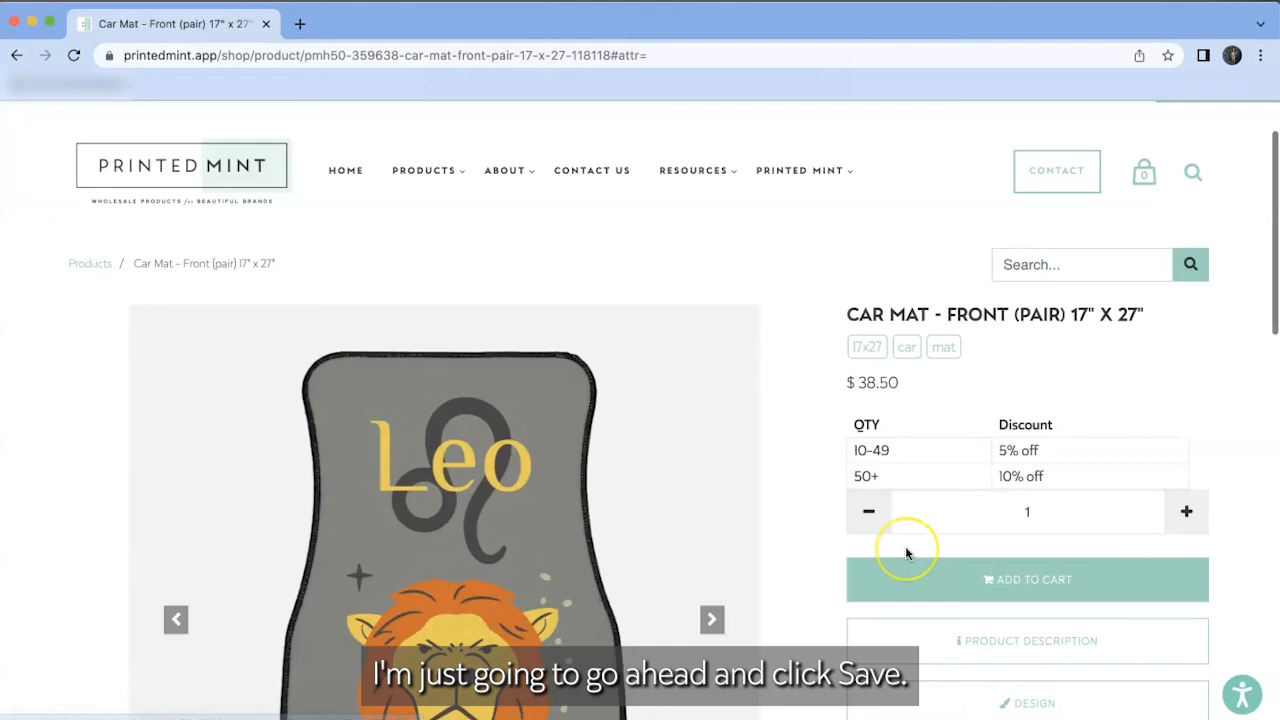 Car Mat - Front (pair) 17" x 27"
printedmint.app/shop/product/pmh50-359638-car-mat-front-pair-17-x-27-118118#attr=
PRINTED MINT
WHOLESALE PRODUCTS for BEAUTIFUL BRANDS
HOME
PRODUCTS
ABOUT
CONTACT US
RESOURCES
PRINTED MINT
CONTACT
0
Products / Car Mat - Front (pair) 17" x 27"
Search...
CAR MAT - FRONT (PAIR) 17" X 27"
17x27 car mat
$ 38.50
QTY Discount
10-49 5% off
50+ 10% off
- 1 +
ADD TO CART
PRODUCT DESCRIPTION
DESIGN
Leo
I'm just going to go ahead and click Save.